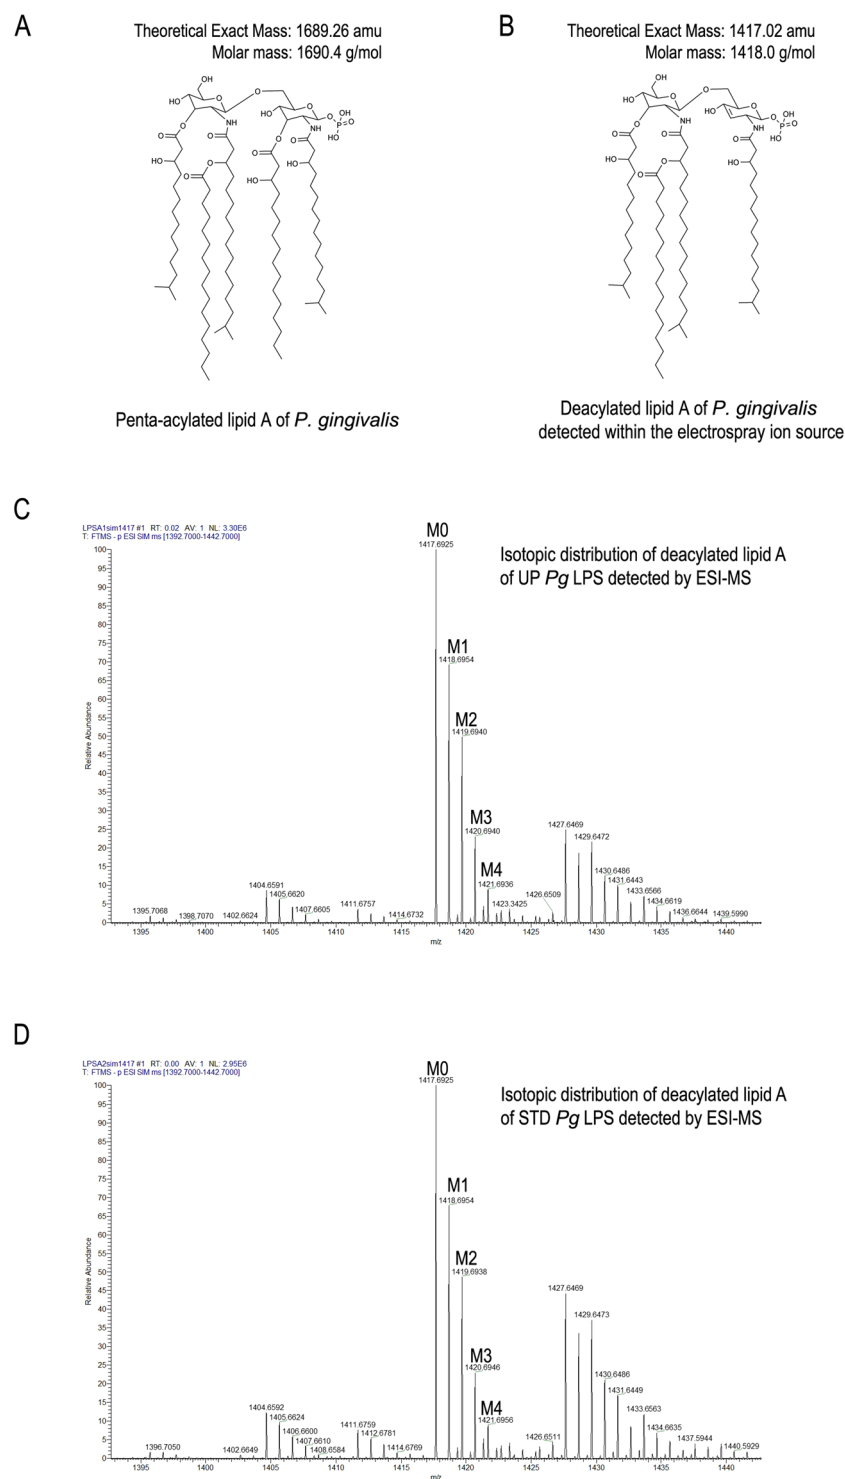 A
Theoretical Exact Mass: 1689.26 amu
Molar mass: 1690.4 g/mol
OH
HO
O
O
O
NH
O
O
HO
O
O
HO
O
O
P
OH
O
HO
O
NH
O
O
HO
HO
Penta-acylated lipid A of P. gingivalis
B
Theoretical Exact Mass: 1417.02 amu
Molar mass: 1418.0 g/mol
OH
HO
O
O
O
NH
O
O
HO
O
O
HO
O
O
P
OH
O
HO
NH
O
HO
Deacylated lipid A of P. gingivalis
detected within the electrospray ion source
C
LPSA1sim1417 #1 RT: 0.02 AV: 1 NL: 3.30E6
T: FTMS - p ESI SIM ms [1392.7000-1442.7000]
Isotopic distribution of deacylated lipid A
of UP Pg LPS detected by ESI-MS
M0
1417.6925
M1
1418.6954
M2
1419.6940
M3
1420.6940
M4
1421.6936
1395.7068
1398.7070
1402.6624
1404.6591
1405.6620
1407.6605
1411.6757
1414.6732
1423.3425
1426.6509
1427.6469
1429.6472
1430.6486
1431.6443
1433.6566
1434.6619
1436.6644
1439.5990
Relative Abundance
100
95
90
85
80
75
70
65
60
55
50
45
40
35
30
25
20
15
10
5
0
1395 1400 1405 1410 1415 1420 1425 1430 1435 1440
m/z
D
LPSA2sim1417 #1 RT: 0.00 AV: 1 NL: 2.95E6
T: FTMS - p ESI SIM ms [1392.7000-1442.7000]
Isotopic distribution of deacylated lipid A
of STD Pg LPS detected by ESI-MS
M0
1417.6925
M1
1418.6954
M2
1419.6938
M3
1420.6946
M4
1421.6956
1396.7050
1402.6649
1404.6592
1405.6624
1406.6600
1407.6610
1408.6584
1411.6759
1412.6781
1414.6769
1426.6511
1427.6469
1429.6473
1430.6486
1431.6449
1433.6563
1434.6635
1437.5944
1440.5929
Relative Abundance
100
95
90
85
80
75
70
65
60
55
50
45
40
35
30
25
20
15
10
5
0
1395 1400 1405 1410 1415 1420 1425 1430 1435 1440
m/z